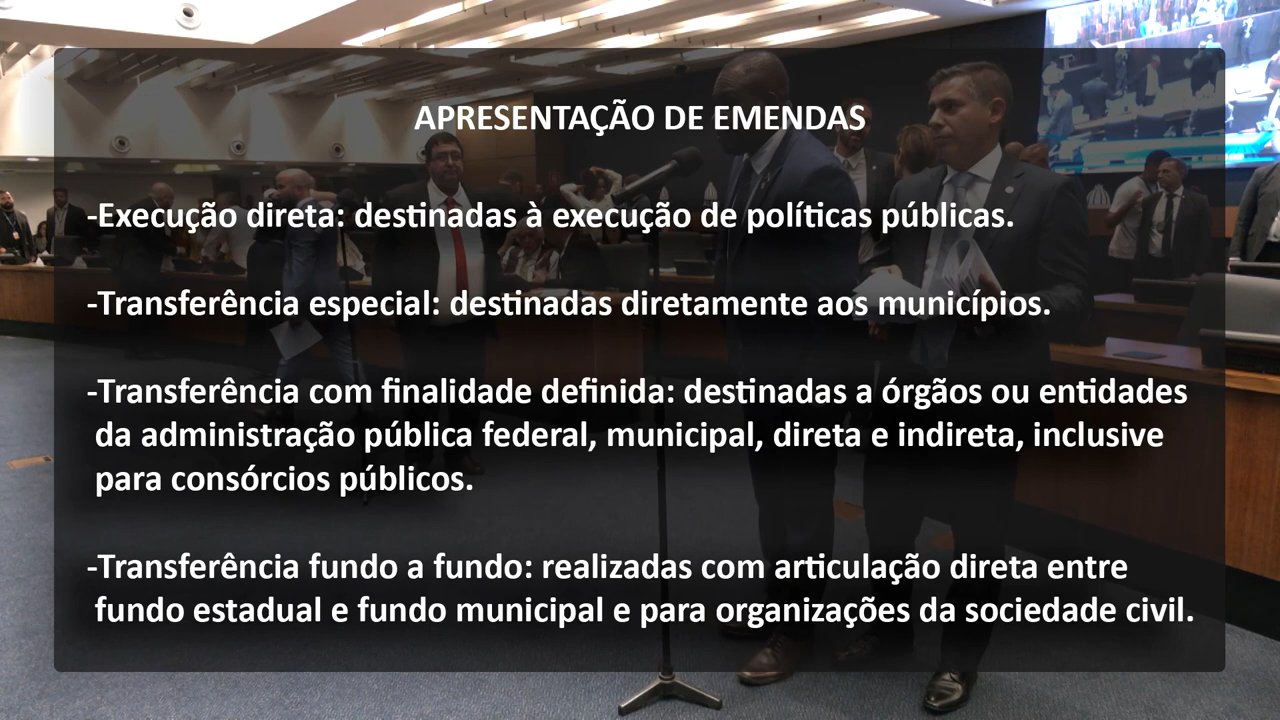 APRESENTAÇÃO DE EMENDAS
-Execução direta: destinadas à execução de políticas públicas.
-Transferência especial: destinadas diretamente aos municípios.
-Transferência com finalidade definida: destinadas a órgãos ou entidades
da administração pública federal, municipal, direta e indireta, inclusive
para consórcios públicos.
-Transferência fundo a fundo: realizadas com articulação direta entre
fundo estadual e fundo municipal e para organizações da sociedade civil.